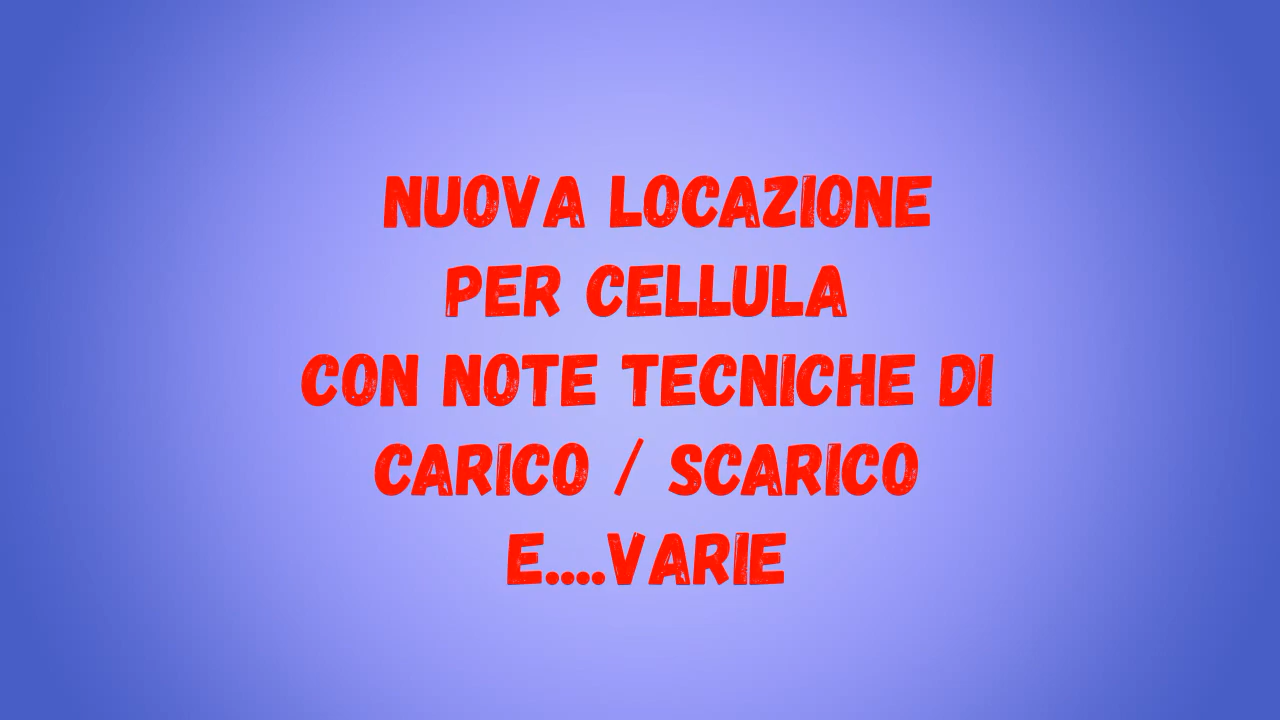 NUOVA LOCAZIONE
PER CELLULA
CON NOTE TECNICHE DI
CARICO / SCARICO
E....VARIE